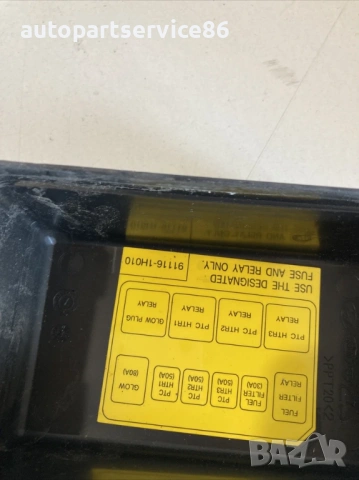 autopartservice86
USE THE DESIGNATED
FUSE AND RELAY ONLY.
91116-1H010
PTC HTR3
RELAY
PTC HTR2
RELAY
PTC HTR1
RELAY
GLOW PLUG
RELAY
FUEL
FILTER
RELAY
FUEL
FILTER
(30A)
PTC
HTR3
(50A)
PTC
HTR2
(50A)
PTC
HTR1
(50A)
GLOW
(80A)
BAZAR
bg